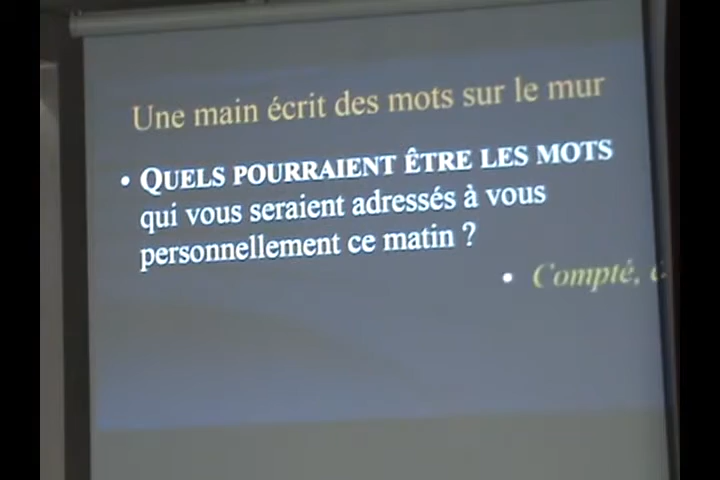 Une main écrit des mots sur le mur
• QUELS POURRAIENT ÊTRE LES MOTS
qui vous seraient adressés à vous
personnellement ce matin ?
• Compté,